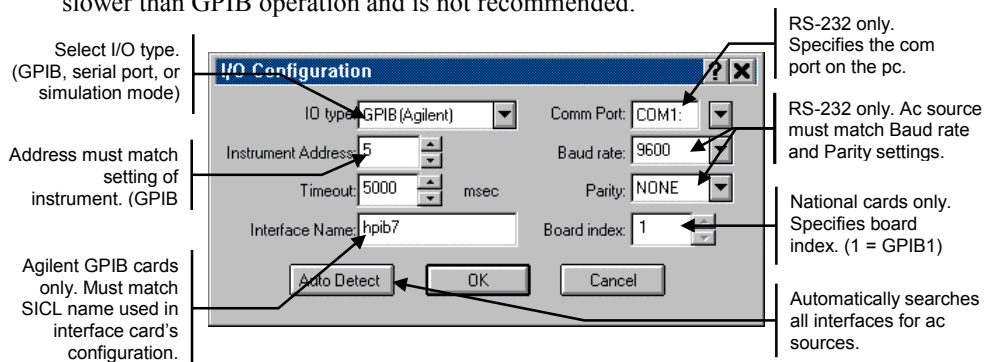 slower than GPIB operation and is not recommended.
Select I/O type.
(GPIB, serial port, or
simulation mode)
Address must match
setting of
instrument. (GPIB
Agilent GPIB cards
only. Must match
SICL name used in
interface card's
configuration.
I/O Configuration
IO type: GPIB (Agilent)
Comm Port: COM1:
Instrument Address: 5
Baud rate: 9600
Timeout: 5000 msec
Parity: NONE
Interface Name: hpib7
Board index: 1
Auto Detect OK Cancel
RS-232 only.
Specifies the com
port on the pc.
RS-232 only. Ac source
must match Baud rate
and Parity settings.
National cards only.
Specifies board
index. (1 = GPIB1)
Automatically searches
all interfaces for ac
sources.